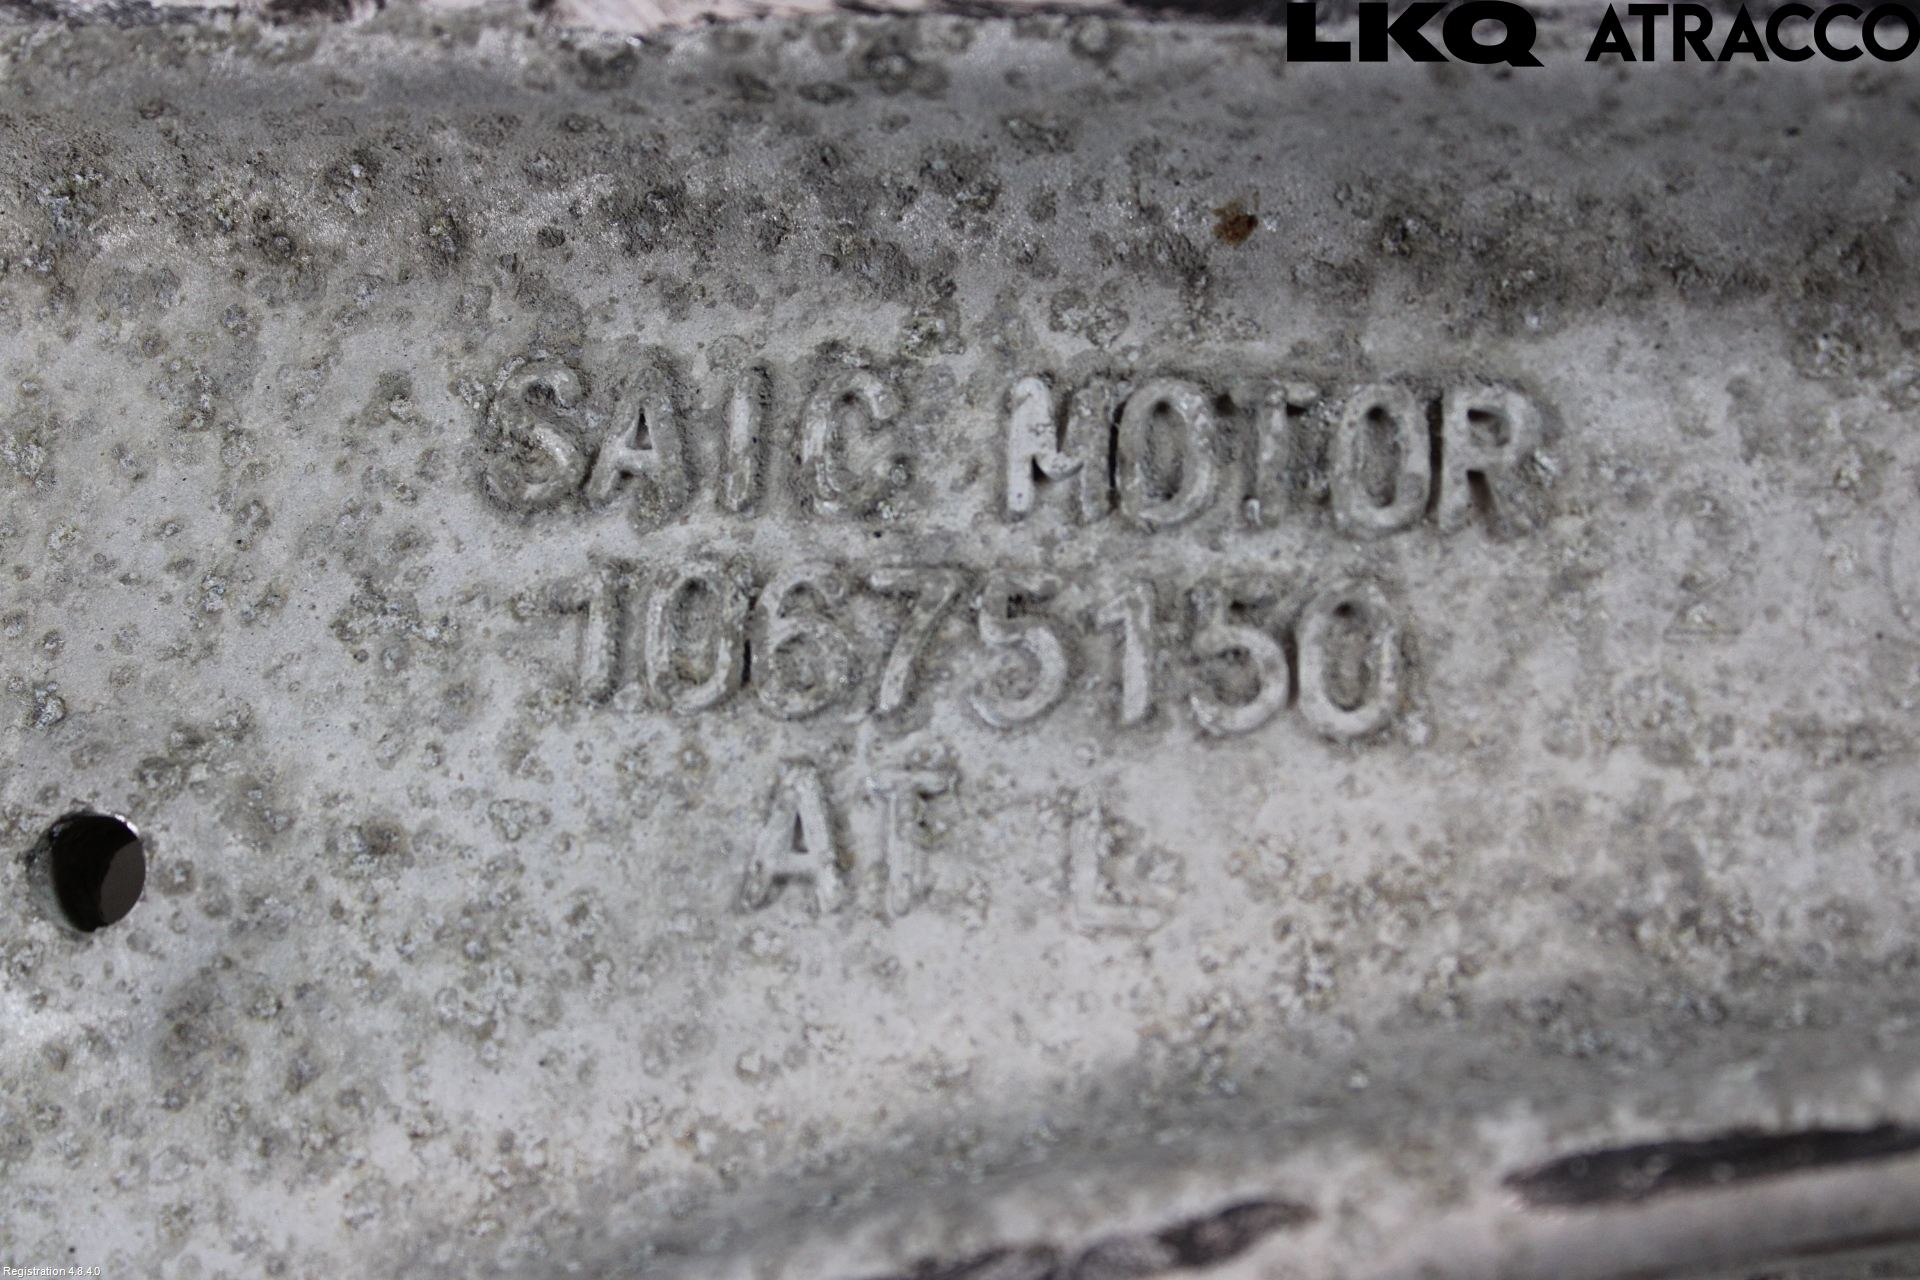 LKQ ATRACCO
SAIC MOTOR
10675150
AT L
Registration 4.8.4.0